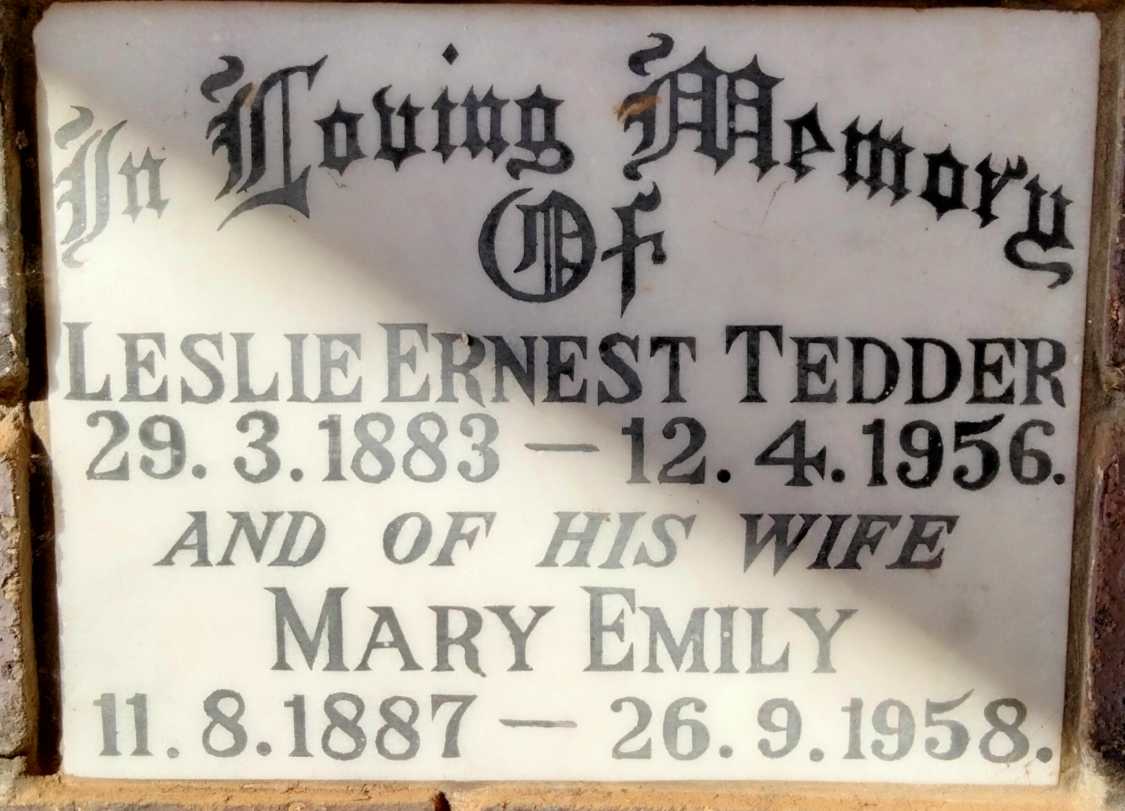 In Loving Memory
Of
LESLIE ERNEST TEDDER
29.3.1883 — 12.4.1956.
AND OF HIS WIFE
MARY EMILY
11.8.1887 — 26.9.1958.